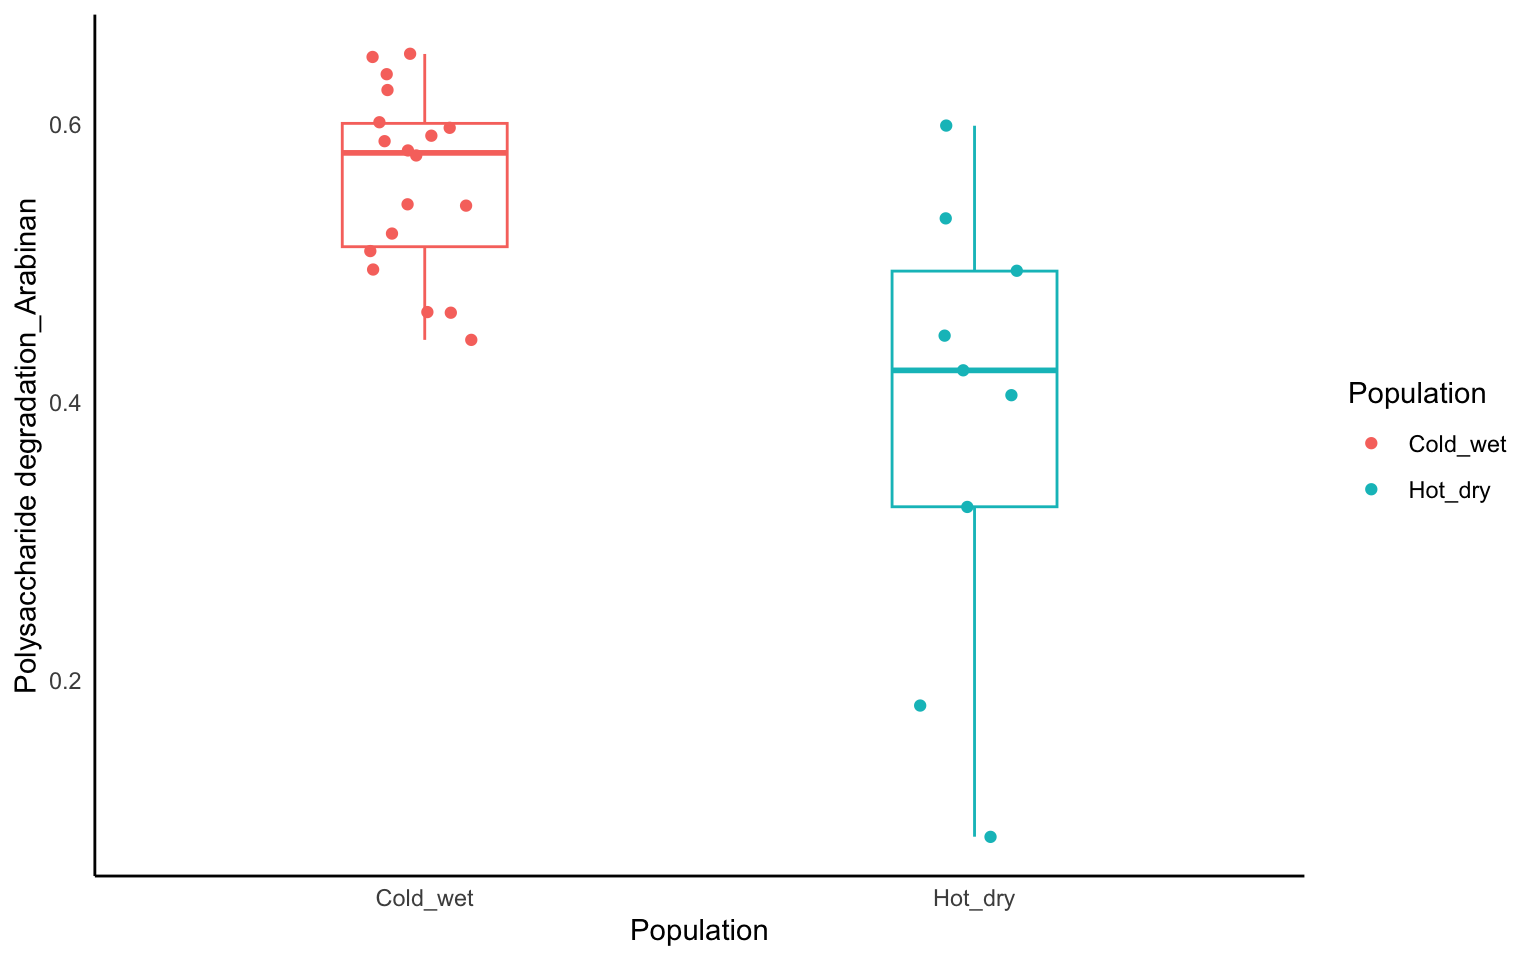 Polysaccharide degradation_Arabinan
0.6
0.4
0.2
Cold_wet
Hot_dry
Population
Population
Cold_wet
Hot_dry